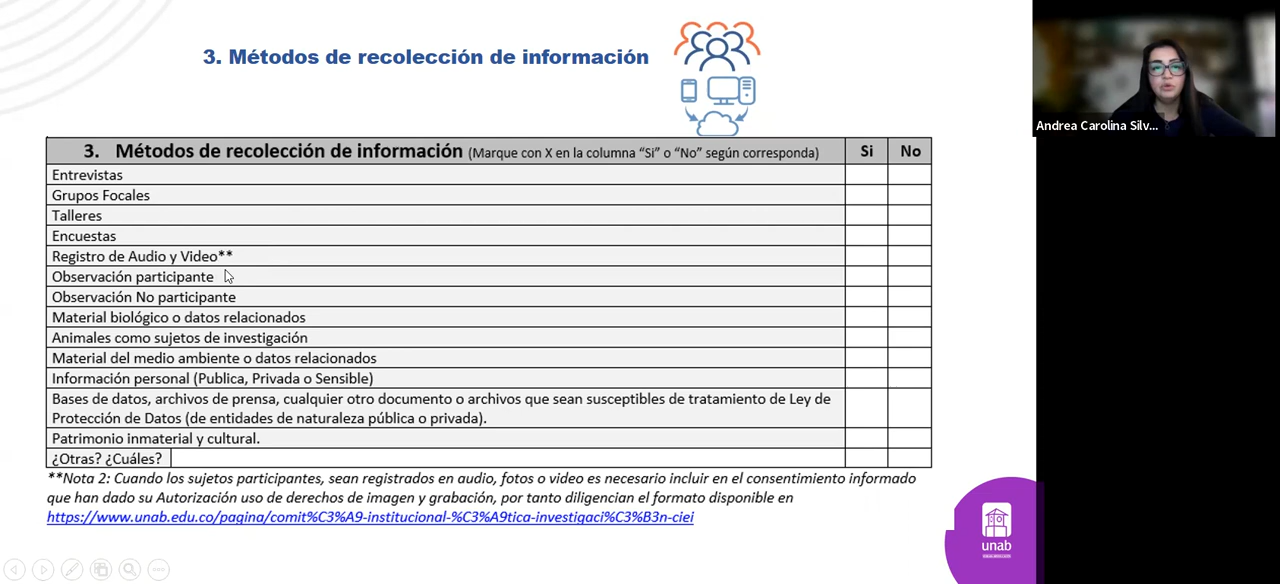 3. Métodos de recolección de información
Andrea Carolina Silv...
3. Métodos de recolección de información (Marque con X en la columna “Si” o “No” según corresponda) Si No
Entrevistas
Grupos Focales
Talleres
Encuestas
Registro de Audio y Video**
Observación participante
Observación No participante
Material biológico o datos relacionados
Animales como sujetos de investigación
Material del medio ambiente o datos relacionados
Información personal (Publica, Privada o Sensible)
Bases de datos, archivos de prensa, cualquier otro documento o archivos que sean susceptibles de tratamiento de Ley de
Protección de Datos (de entidades de naturaleza pública o privada).
Patrimonio inmaterial y cultural.
¿Otras? ¿Cuáles?
**Nota 2: Cuando los sujetos participantes, sean registrados en audio, fotos o video es necesario incluir en el consentimiento informado
que han dado su Autorización uso de derechos de imagen y grabación, por tanto diligencian el formato disponible en
https://www.unab.edu.co/pagina/comit%C3%A9-institucional-%C3%A9tica-investigaci%C3%B3n-ciei
unab